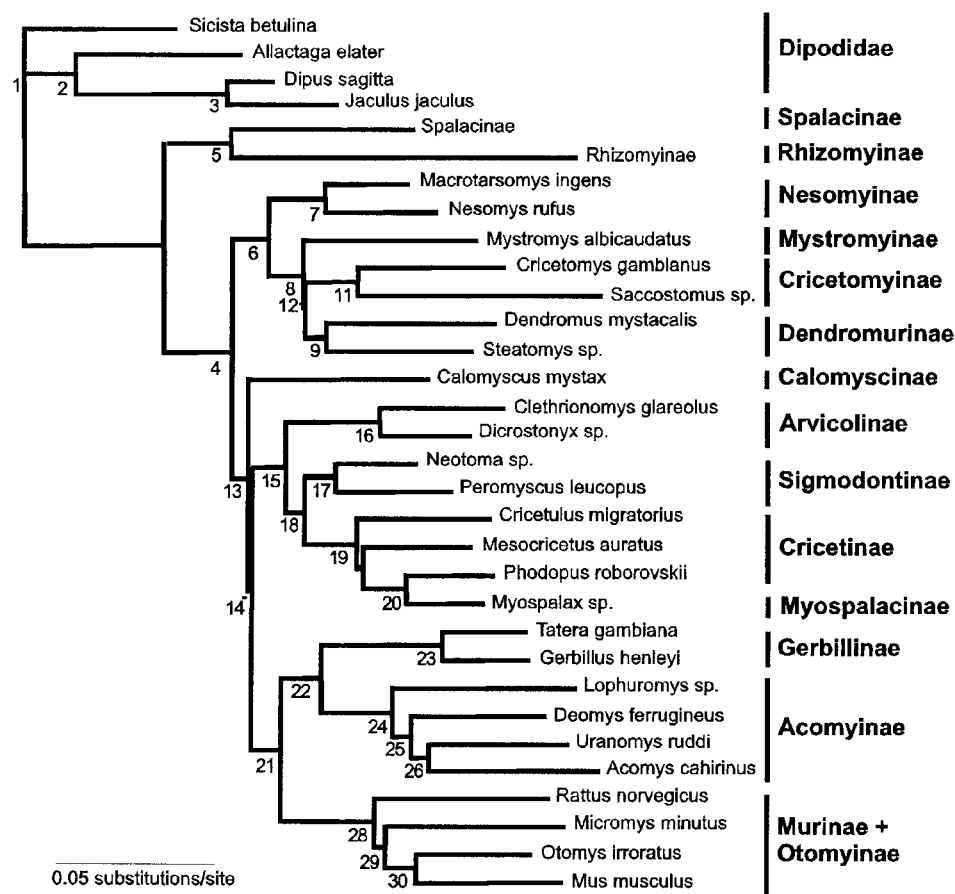 Sicista betulina
Allactaga elater
Dipus sagitta
Jaculus jaculus
Dipodidae
1
2
3
Spalacinae
Spalacinae
5
Rhizomyinae
Rhizomyinae
Macrotarsomys ingens
Nesomys rufus
Nesomyinae
7
6
Mystromys albicaudatus
Mystromyinae
Cricetomys gambianus
Saccostomus sp.
Cricetomyinae
8
11
12
Dendromus mystacalis
Steatomys sp.
Dendromurinae
9
4
Calomyscus mystax
Calomyscinae
Clethrionomys glareolus
Dicrostonyx sp.
Arvicolinae
16
Neotoma sp.
Peromyscus leucopus
Sigmodontinae
13
15
17
18
Cricetulus migratorius
Mesocricetus auratus
Phodopus roborovskii
Cricetinae
19
20
Myospalax sp.
Myospalacinae
14
Tatera gambiana
Gerbillus henleyi
Gerbillinae
23
22
Lophuromys sp.
Deomys ferrugineus
Uranomys ruddi
Acomys cahirinus
Acomyinae
24
25
26
21
Rattus norvegicus
Micromys minutus
Otomys irroratus
Mus musculus
Murinae +
Otomyinae
28
29
30
0.05 substitutions/site